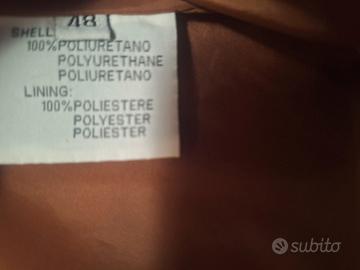 48
SHELL:
100%POLIURETANO
POLYURETHANE
POLIURETANO
LINING:
100%POLIESTERE
POLYESTER
POLIESTER
subito